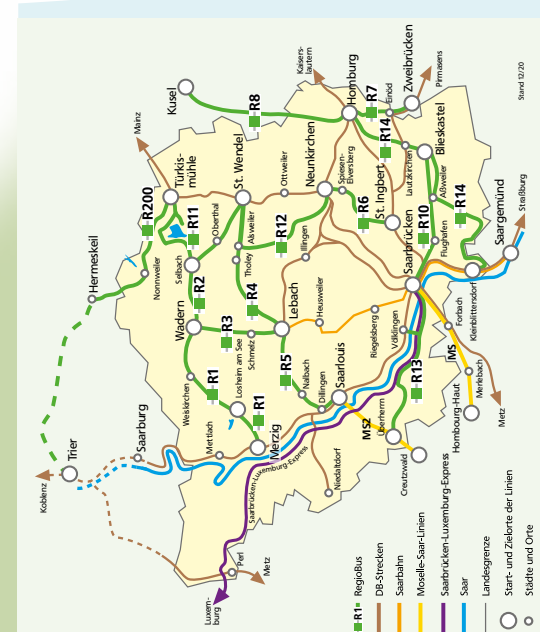 Kaisers-
lautern
Kusel
R8
Homburg
R7
Einöd
Zweibrücken
Pirmasens
Stand 12/20
Mainz
Türkis-
mühle
St. Wendel
Ottweiler
Neunkirchen
Spiesen-
Elversberg
R14
Lautzkirchen
Blieskastel
R200
R11
Oberthal
Alsweiler
R12
R6
St. Ingbert
Aßweiler
R14
Hermeskeil
Nonnweiler
Selbach
Tholey
Illingen
Saarbrücken
R10
Flughafen
Saargemünd
Straßburg
R2
Wadern
R4
Lebach
Heusweiler
Kleinblittersdorf
R3
Schmelz
Riegelsberg
Völklingen
Forbach
MS
R1
Losheim am See
R5
Nalbach
Dillingen
Saarlouis
R13
Merlebach
Metz
Weiskirchen
R1
Merzig
MS2
Überherrn
Hombourg-Haut
Trier
Saarburg
Mettlach
Creutzwald
Koblenz
Saarbrücken-Luxemburg-Express
Niedaltdorf
Perl
Metz
Luxem-
burg
R1 RegioBus
DB-Strecken
Saarbahn
Moselle-Saar-Linien
Saarbrücken-Luxemburg-Express
Saar
Landesgrenze
Start- und Zielorte der Linien
Städte und Orte